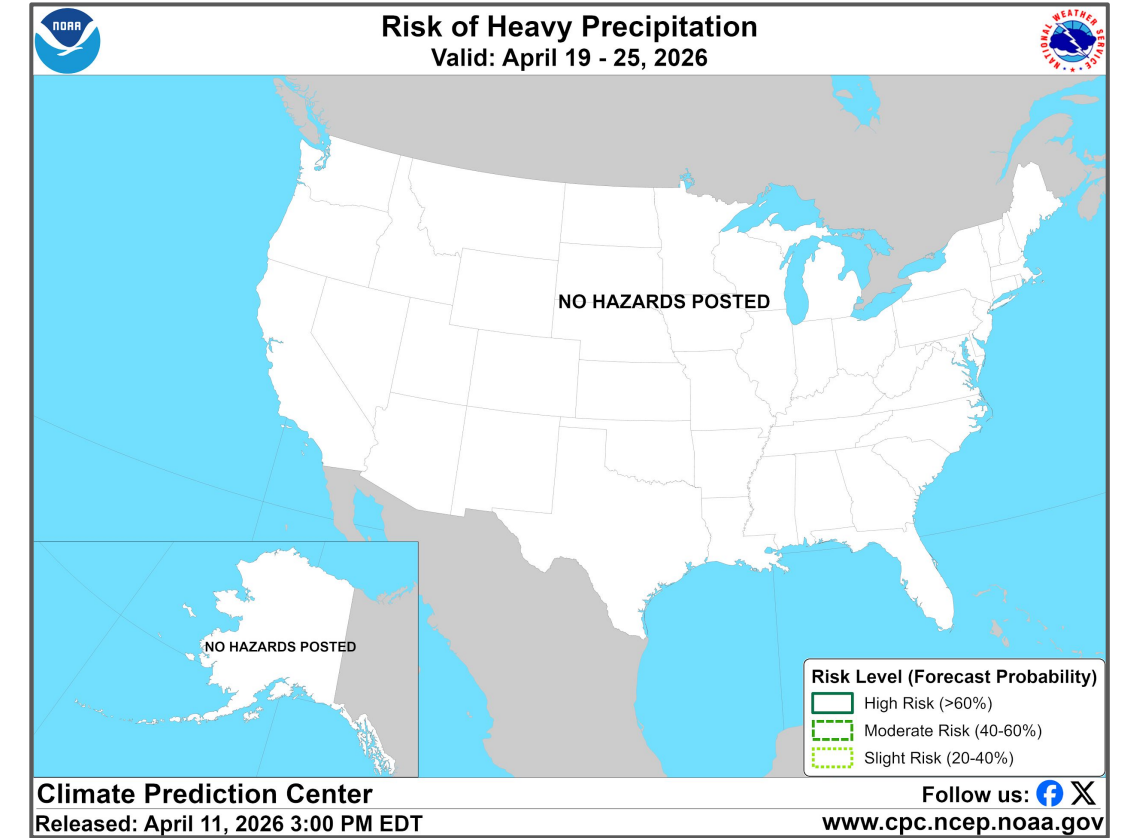 NOAA
Risk of Heavy Precipitation
Valid: April 19 - 25, 2026
NATIONAL WEATHER SERVICE
NO HAZARDS POSTED
NO HAZARDS POSTED
Risk Level (Forecast Probability)
High Risk (>60%)
Moderate Risk (40-60%)
Slight Risk (20-40%)
Climate Prediction Center
Follow us:
Released: April 11, 2026 3:00 PM EDT
www.cpc.ncep.noaa.gov